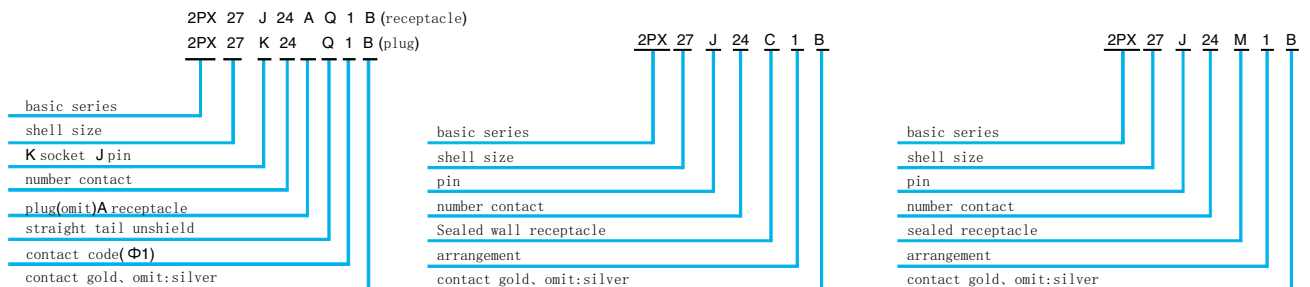 2PX 27 J 24 A Q 1 B (receptacle)
2PX 27 K 24 Q 1 B (plug)
basic series
shell size
K socket J pin
number contact
plug(omit)A receptacle
straight tail unshield
contact code(Φ1)
contact gold、omit:silver
2PX 27 J 24 C 1 B
basic series
shell size
pin
number contact
Sealed wall receptacle
arrangement
contact gold、omit:silver
2PX 27 J 24 M 1 B
basic series
shell size
pin
number contact
sealed receptacle
arrangement
contact gold、omit:silver